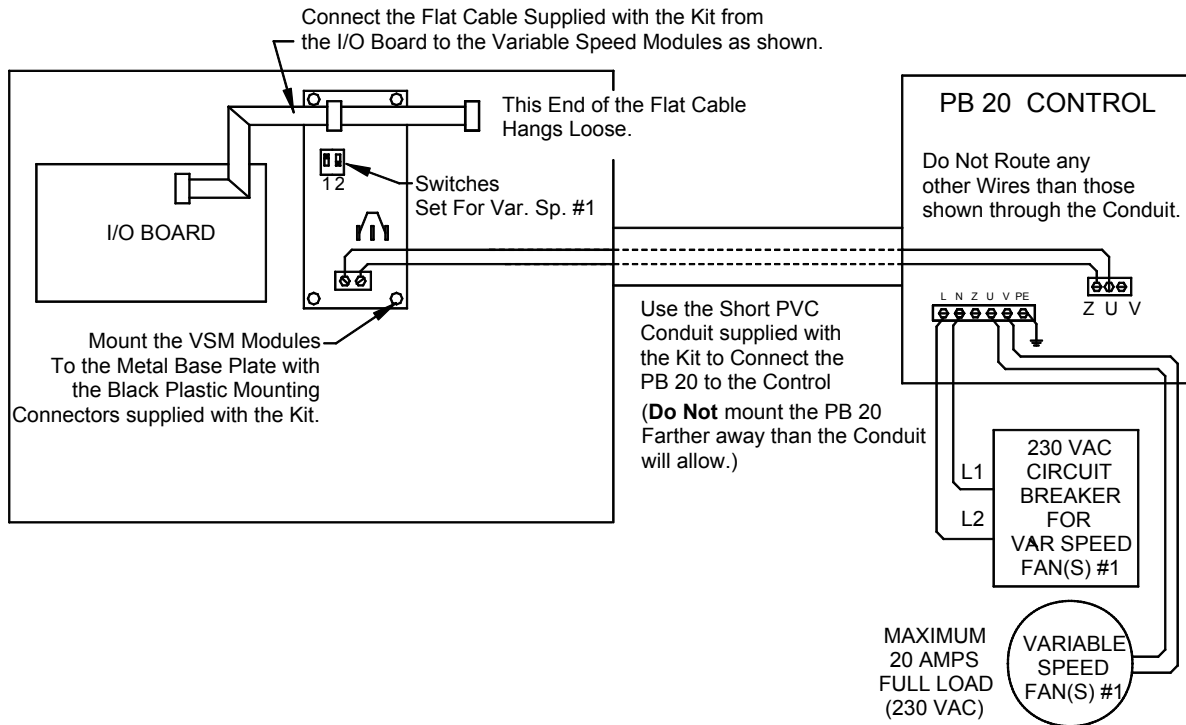 Connect the Flat Cable Supplied with the Kit from
the I/O Board to the Variable Speed Modules as shown.
This End of the Flat Cable
Hangs Loose.
1 2
Switches
Set For Var. Sp. #1
I/O BOARD
Mount the VSM Modules
To the Metal Base Plate with
the Black Plastic Mounting
Connectors supplied with the Kit.
PB 20 CONTROL
Do Not Route any
other Wires than those
shown through the Conduit.
Z U V
L N Z U V PE
Use the Short PVC
Conduit supplied with
the Kit to Connect the
PB 20 to the Control
(Do Not mount the PB 20
Farther away than the Conduit
will allow.)
L1
L2
230 VAC
CIRCUIT
BREAKER
FOR
VAR SPEED
FAN(S) #1
MAXIMUM
20 AMPS
FULL LOAD
(230 VAC)
VARIABLE
SPEED
FAN(S) #1